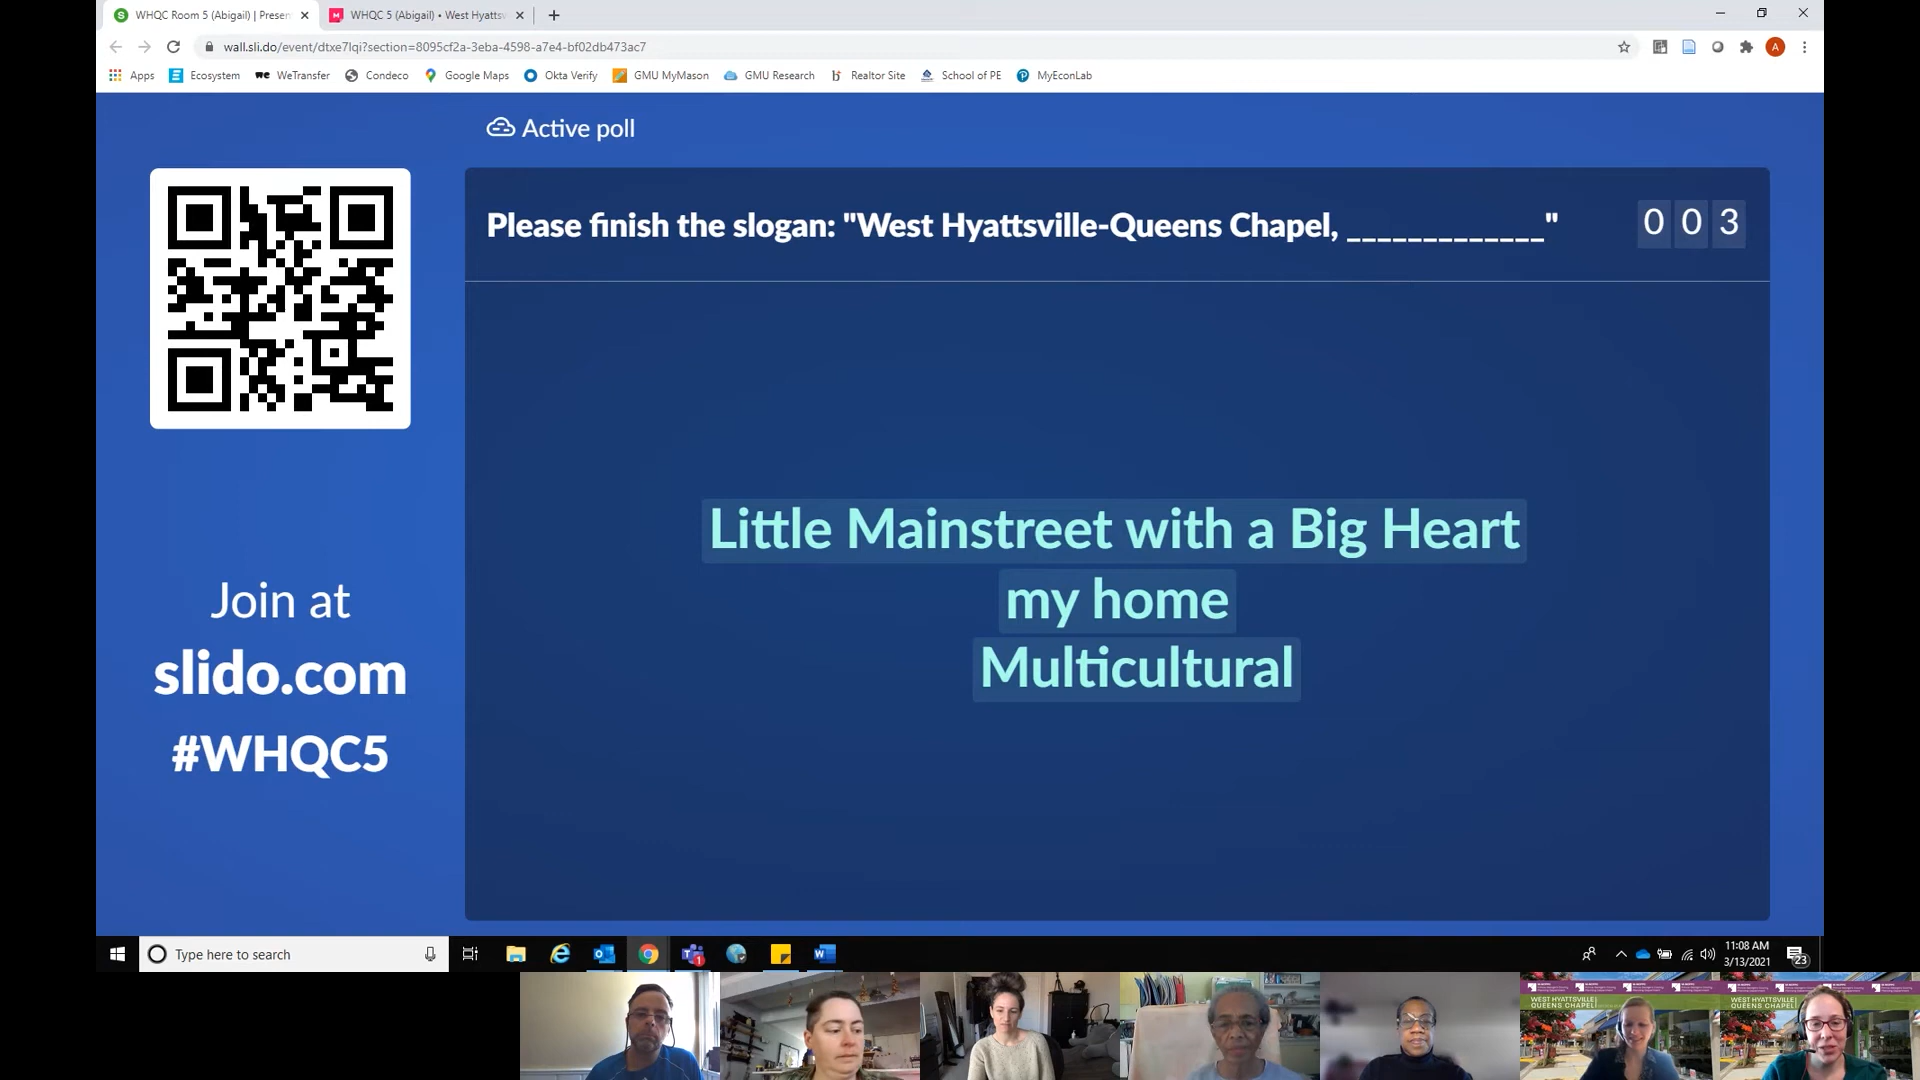 WHQC Room 5 (Abigail) | Presen
WHQC 5 (Abigail) • West Hyatts
wall.sli.do/event/dtxe7lqi?section=8095cf2a-3eba-4598-a7e4-bf02db473ac7
Apps Ecosystem WeTransfer Condeco Google Maps Okta Verify GMU MyMason GMU Research Realtor Site School of PE MyEconLab
Active poll
Please finish the slogan: "West Hyattsville-Queens Chapel, _____________"
003
Little Mainstreet with a Big Heart
my home
Multicultural
Join at
slido.com
#WHQC5
Type here to search
11:08 AM
3/13/2021
23
WEST HYATTSVILLE
QUEENS CHAPEL
WEST HYATTSVILLE
QUEENS CHAPEL